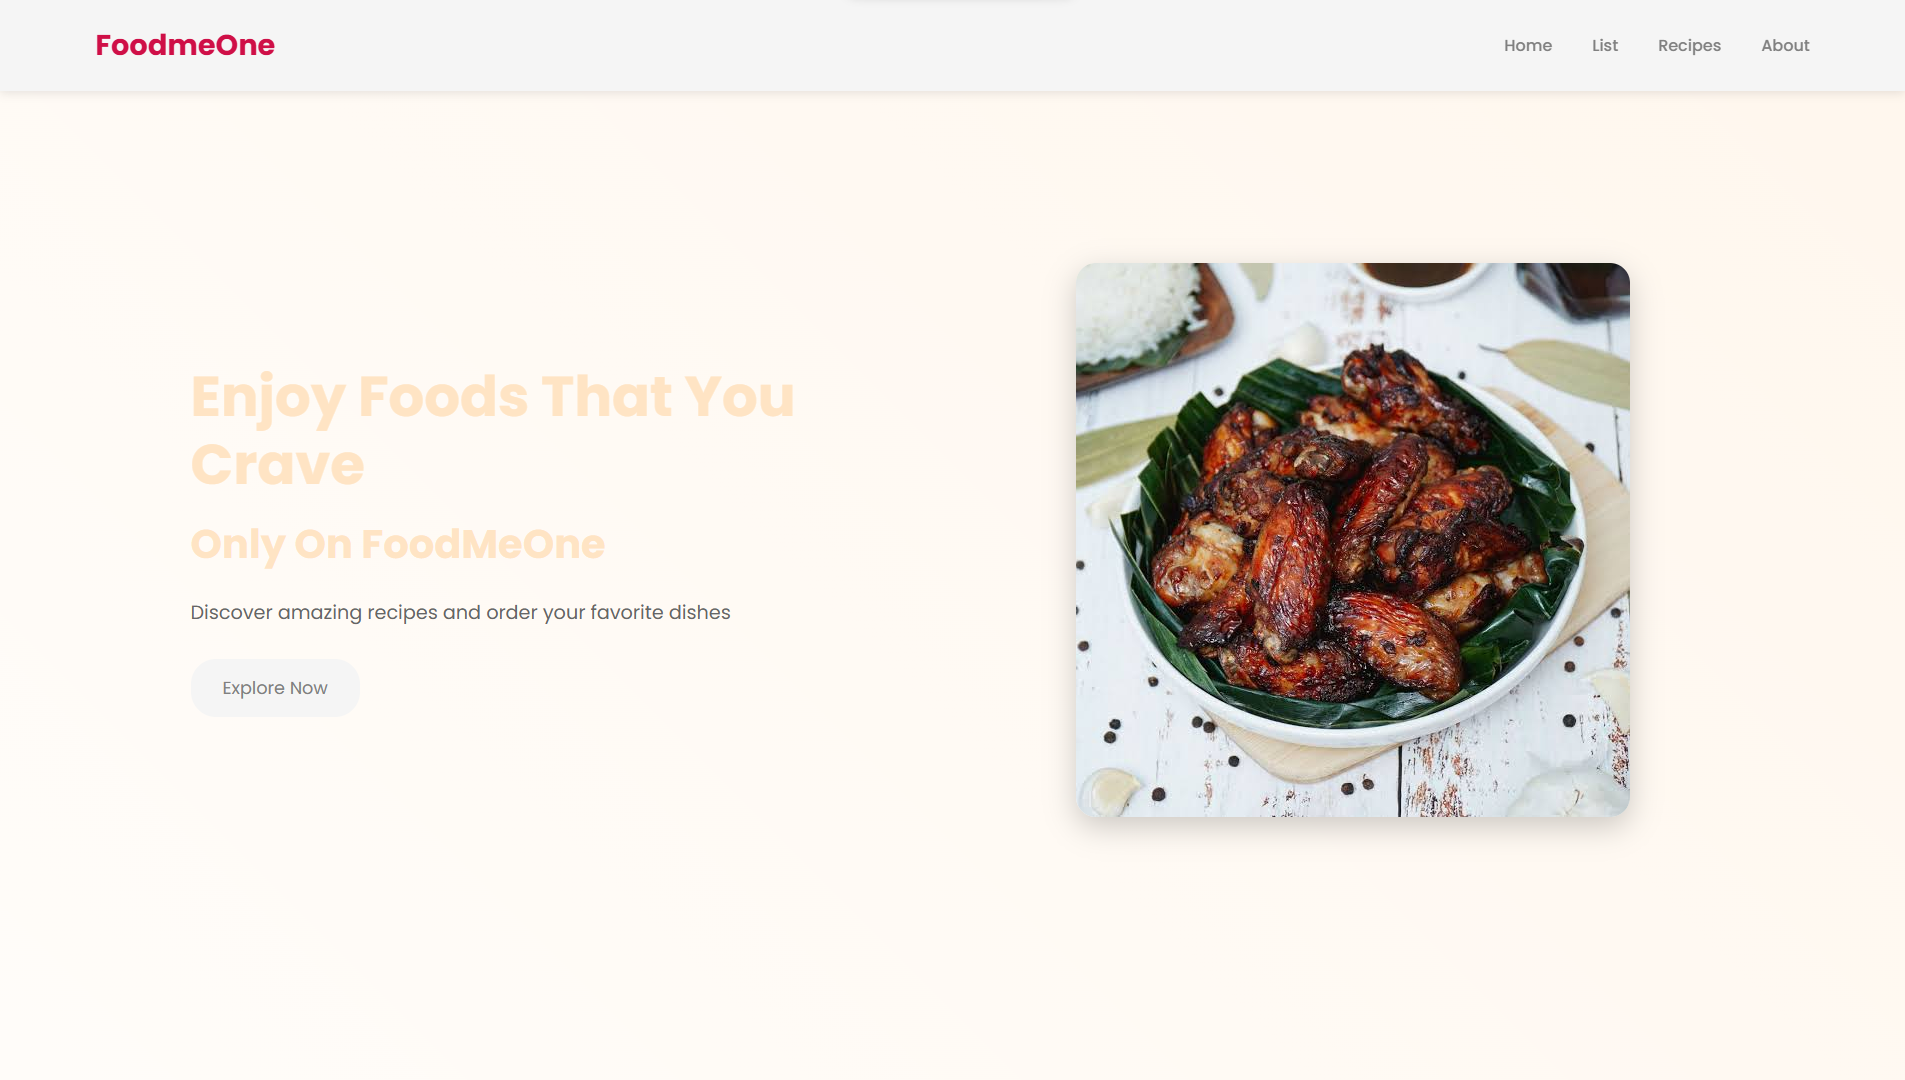 FoodmeOne
Home
List
Recipes
About
Enjoy Foods That You
Crave
Only On FoodMeOne
Discover amazing recipes and order your favorite dishes
Explore Now